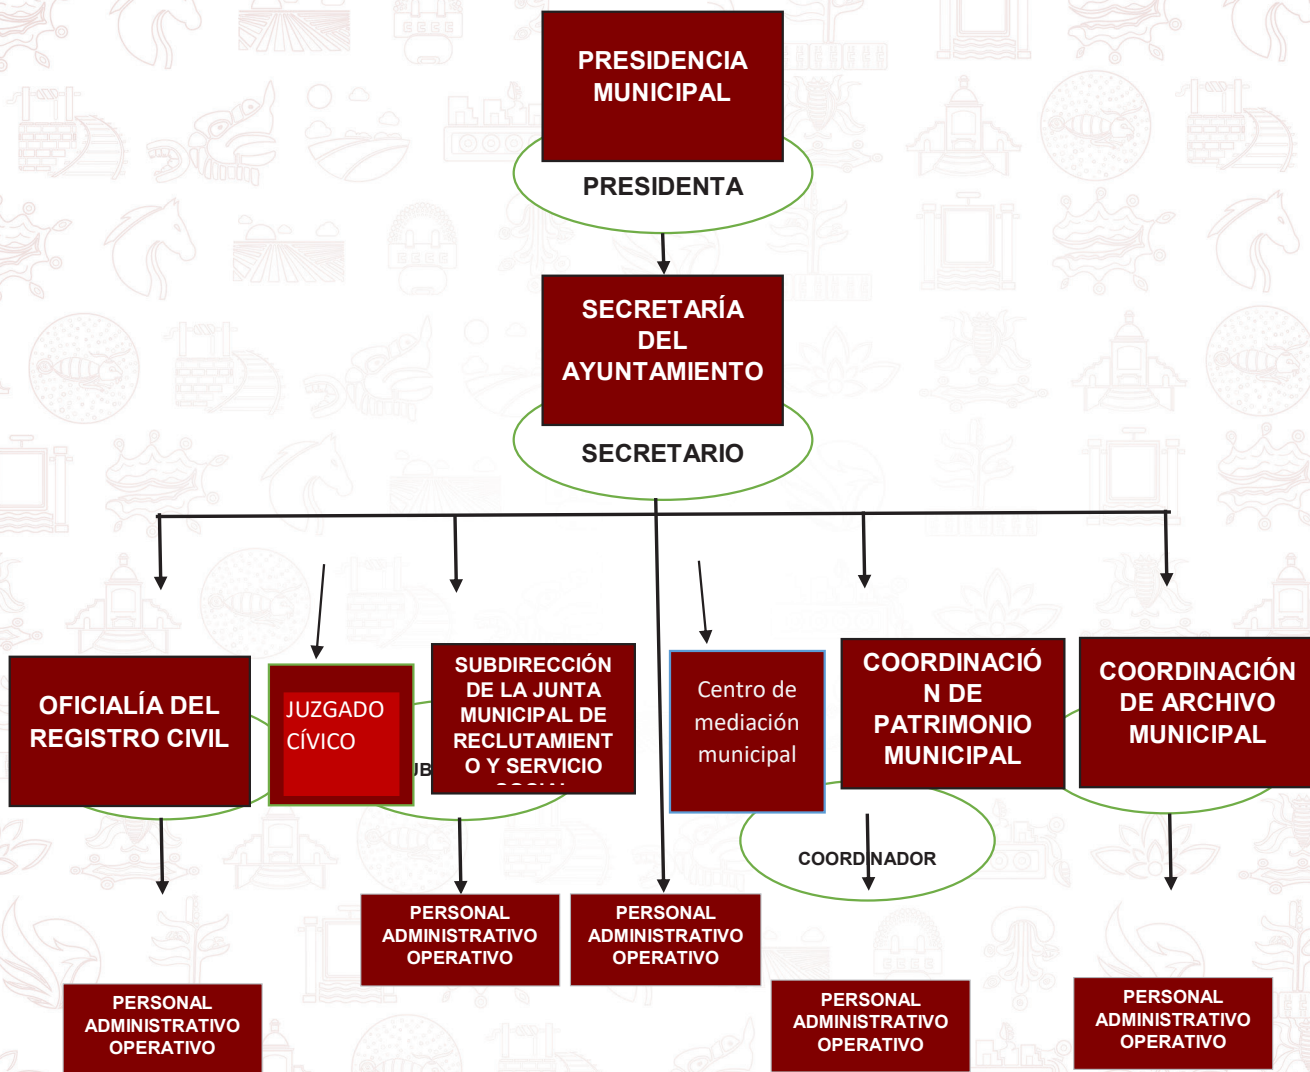 PRESIDENCIA
MUNICIPAL
PRESIDENTA
SECRETARÍA
DEL
AYUNTAMIENTO
SECRETARIO
OFICIALÍA DEL
REGISTRO CIVIL
JUZGADO
CÍVICO
SUBDIRECCIÓN
DE LA JUNTA
MUNICIPAL DE
RECLUTAMIENT
O Y SERVICIO
Centro de
mediación
municipal
COORDINACIÓ
N DE
PATRIMONIO
MUNICIPAL
COORDINACIÓN
DE ARCHIVO
MUNICIPAL
COORDINADOR
PERSONAL
ADMINISTRATIVO
OPERATIVO
PERSONAL
ADMINISTRATIVO
OPERATIVO
PERSONAL
ADMINISTRATIVO
OPERATIVO
PERSONAL
ADMINISTRATIVO
OPERATIVO
PERSONAL
ADMINISTRATIVO
OPERATIVO